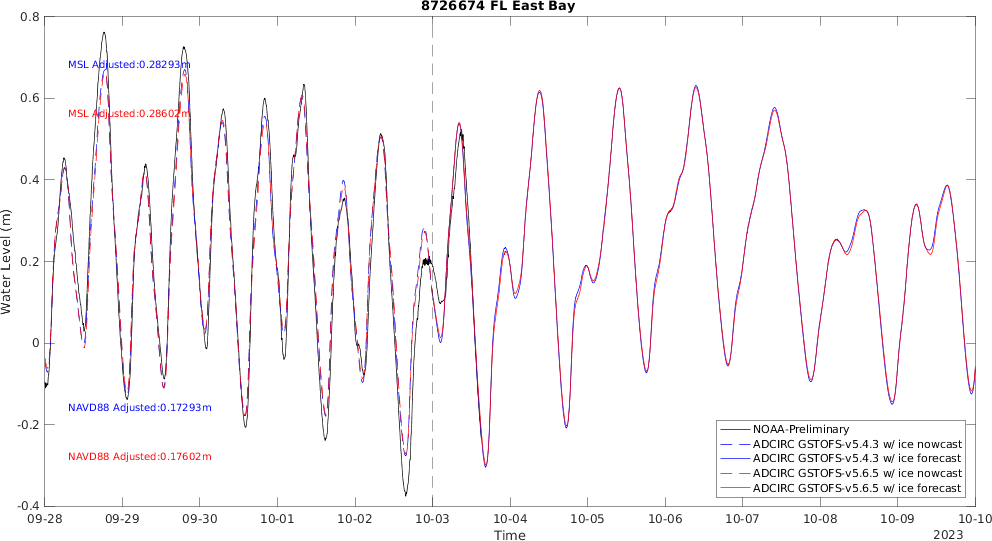 8726674 FL East Bay
Water Level (m)
0.8
0.6
0.4
0.2
0
-0.2
-0.4
MSL Adjusted:0.28293m
MSL Adjusted:0.28602m
NAVD88 Adjusted:0.17293m
NAVD88 Adjusted:0.17602m
NOAA-Preliminary
ADCIRC GSTOFS-v5.4.3 w/ ice nowcast
ADCIRC GSTOFS-v5.4.3 w/ ice forecast
ADCIRC GSTOFS-v5.6.5 w/ ice nowcast
ADCIRC GSTOFS-v5.6.5 w/ ice forecast
09-28 09-29 09-30 10-01 10-02 10-03 10-04 10-05 10-06 10-07 10-08 10-09 10-10
Time
2023